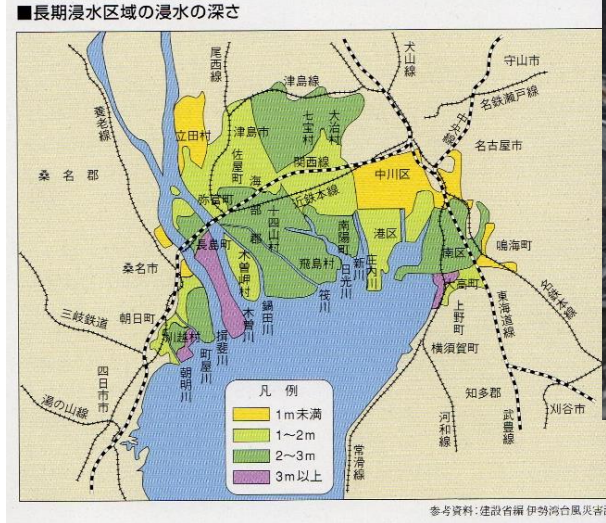 ■長期浸水区域の浸水の深さ
尾西線
犬山線
守山市
津島線
名鉄瀬戸線
養老線
立田村
津島市
七宝村
大治村
中央線
名古屋市
佐屋町
関西線
中川区
桑名郡
海部郡
近鉄本線
弥富町
十四山村
南陽町
港区
長島町
庄内川
南区
鳴海町
桑名市
木曽岬村
飛島村
新川
日光川
大高町
筏川
鍋田川
木曽川
揖斐川
町屋川
朝明川
川越村
朝日町
三岐鉄道
四日市市
湯の山線
上野町
東海道線
名鉄本線
横須賀町
知多郡
武豊線
刈谷市
河和線
常滑線
凡例
1m未満
1～2m
2～3m
3m以上
参考資料:建設省編 伊勢湾台風災害